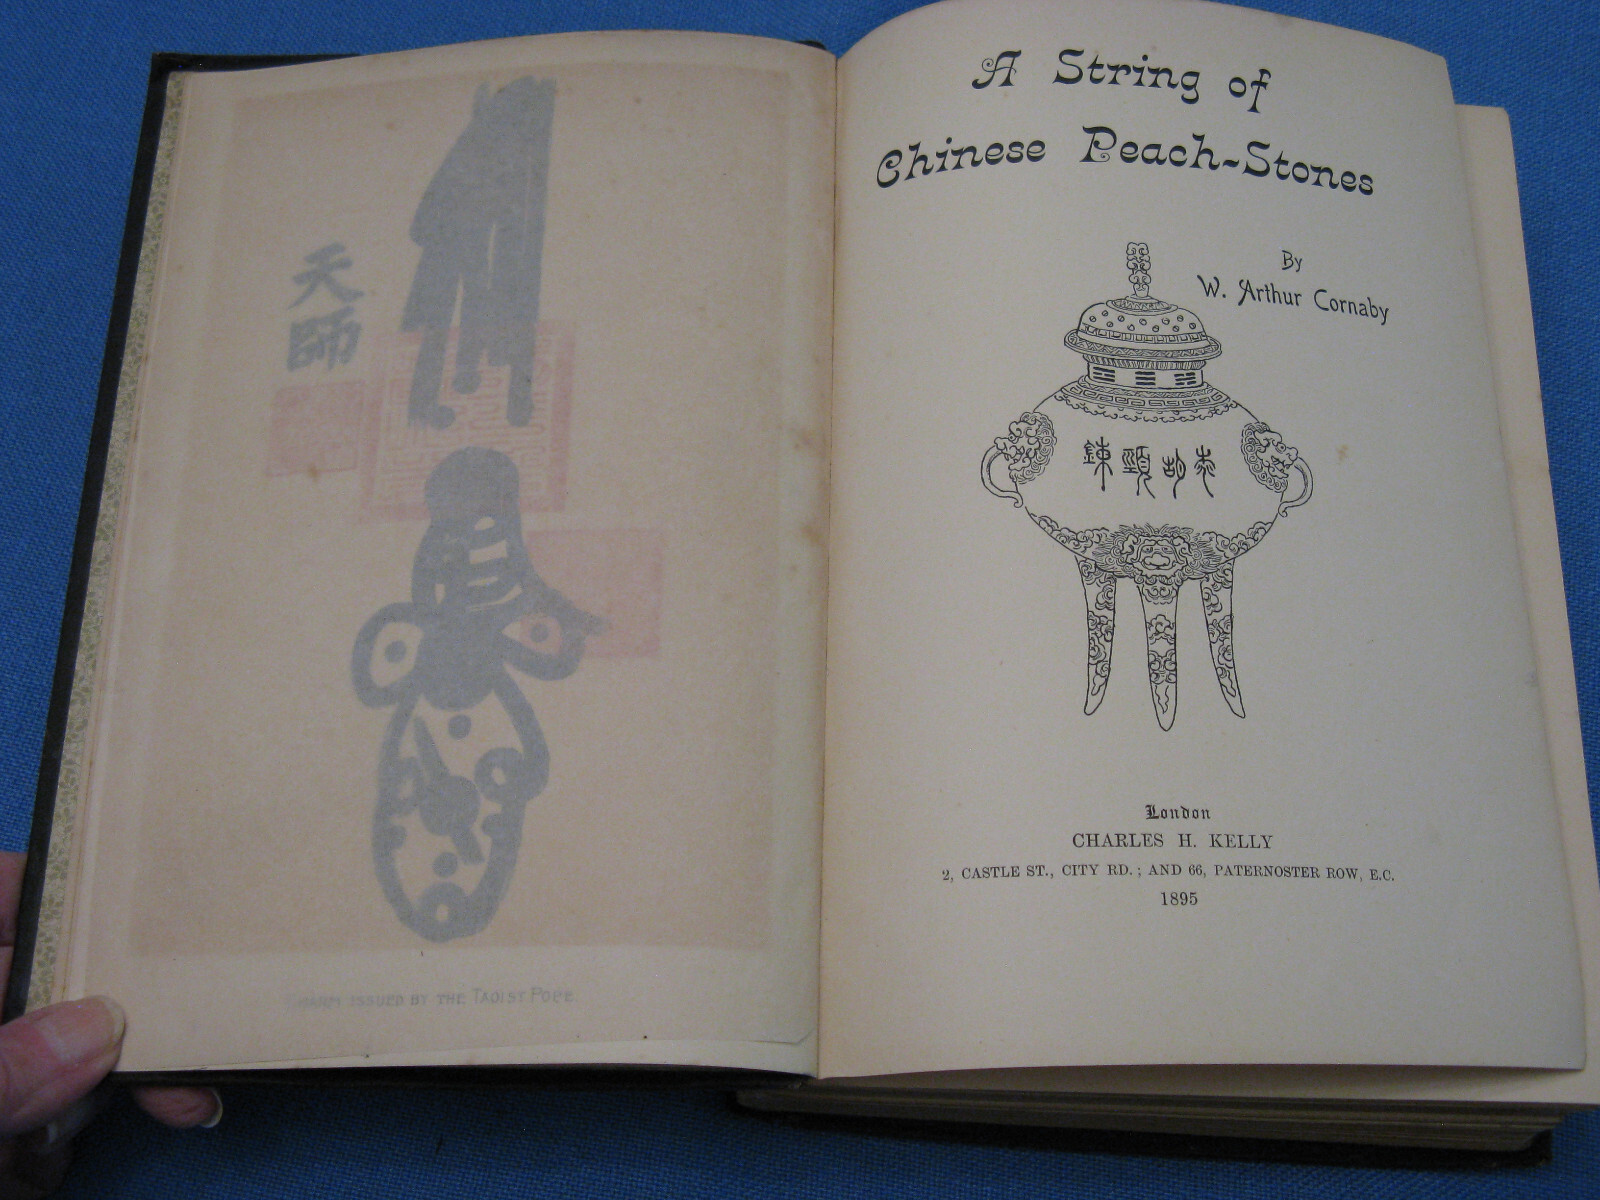 天
師
CHARM ISSUED BY THE TAOIST POPE
A String of
Chinese Peach-Stones
By
W. Arthur Cornaby
London
CHARLES H. KELLY
2, CASTLE ST., CITY RD.; AND 66, PATERNOSTER ROW, E.C.
1895